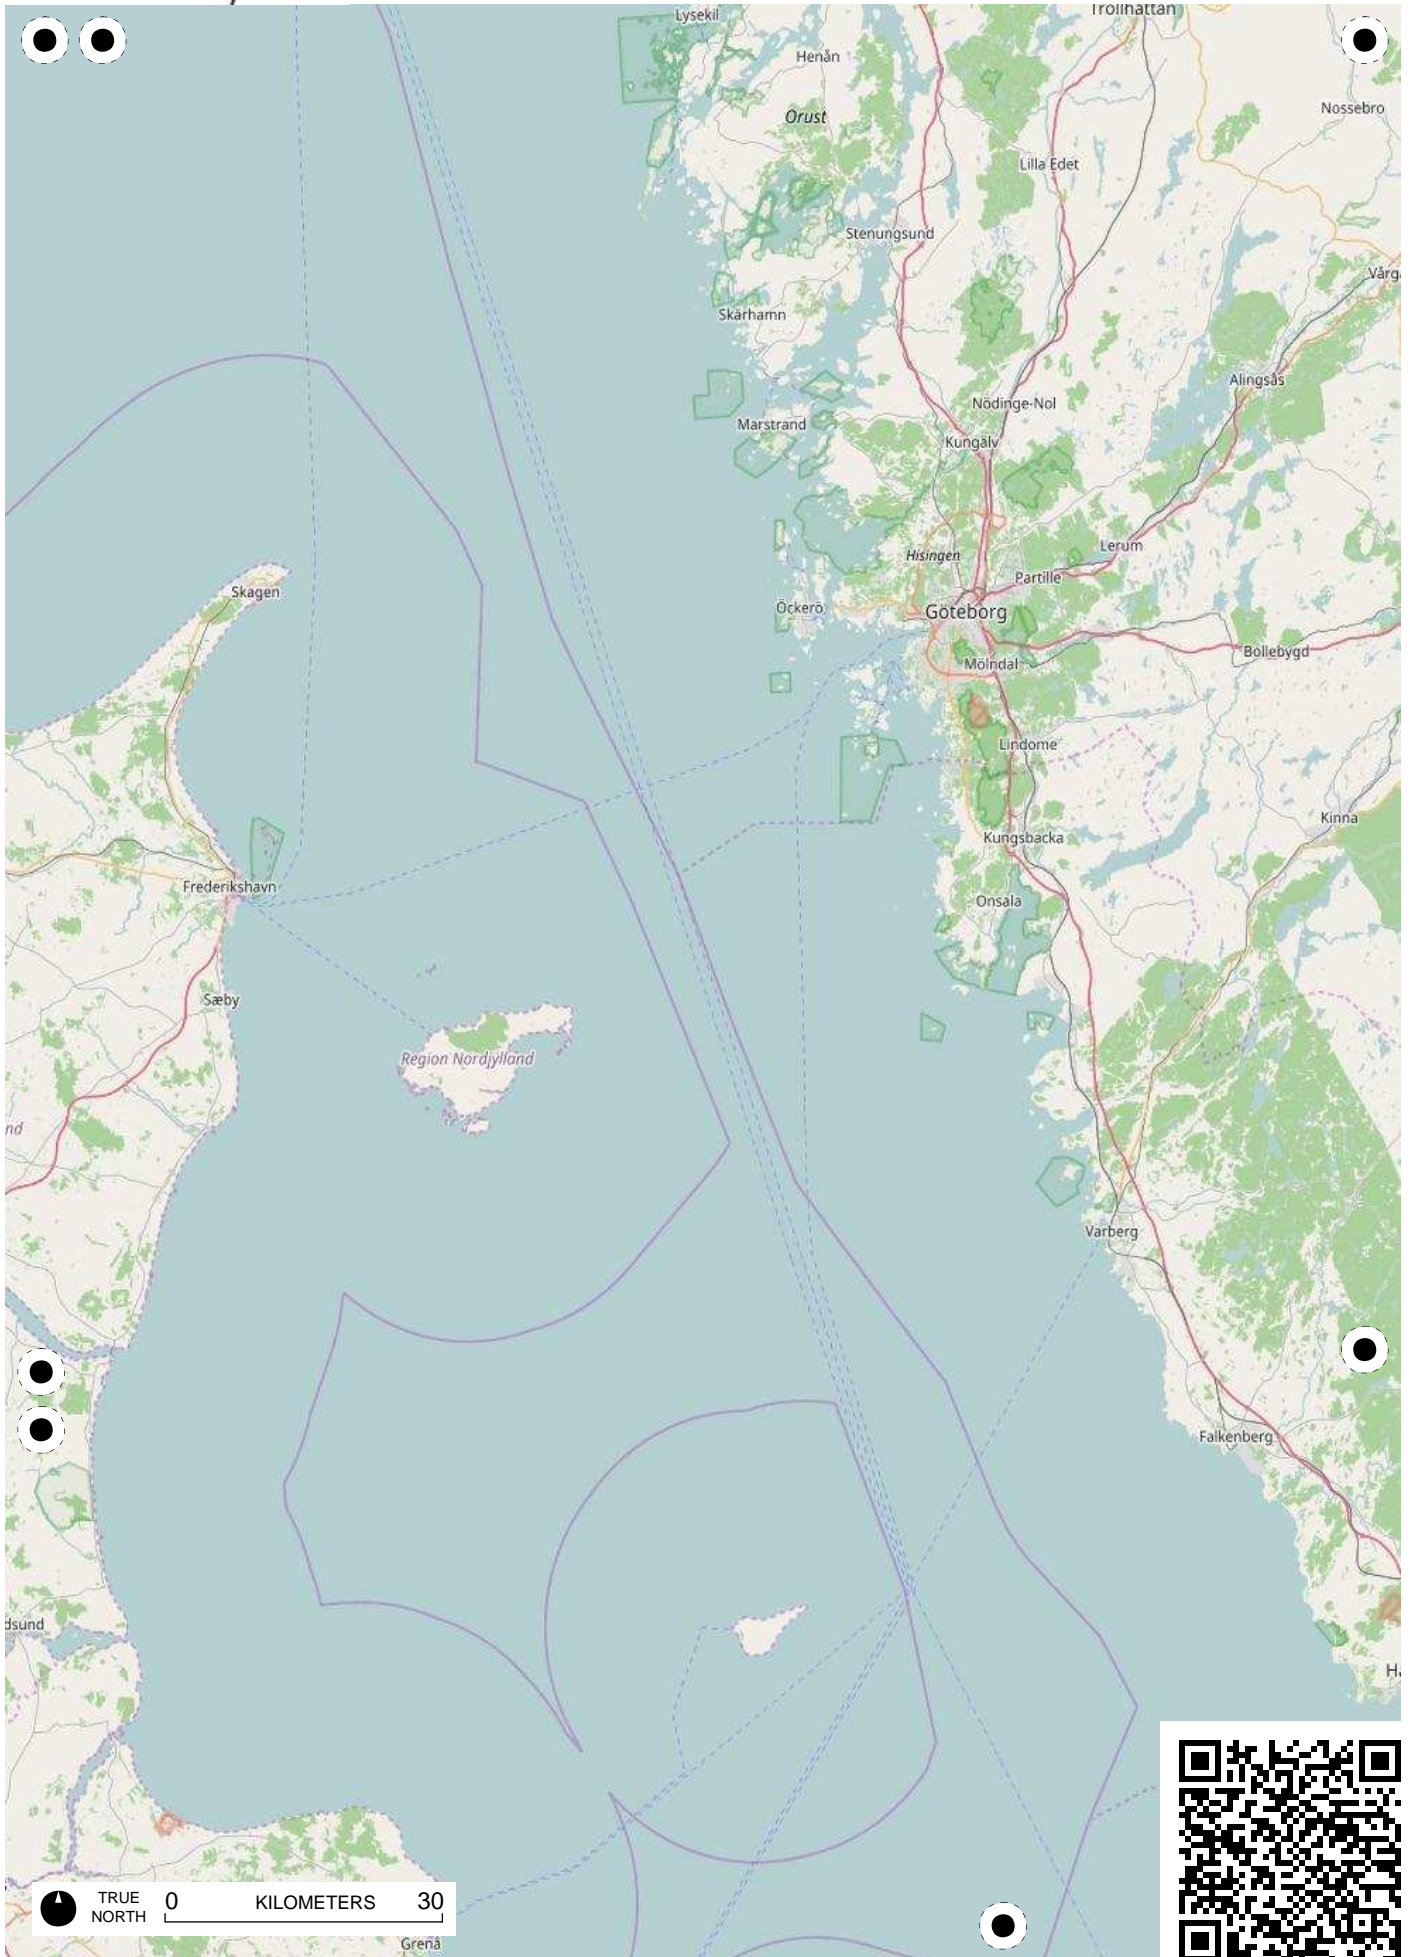 Lysekil
Trollhättan
Henån
Nossebro
Orust
Lilla Edet
Stenungsund
Skärhamn
Alingsås
Nödinge-Nol
Marstrand
Kungälv
Lerum
Hisingen
Partille
Skagen
Öckerö
Göteborg
Bollebygd
Mölndal
Lindome
Kinna
Kungsbacka
Frederikshavn
Onsala
Sæby
Region Nordjylland
nd
Varberg
Falkenberg
dsund
TRUE
NORTH
0 KILOMETERS 30
Grenå